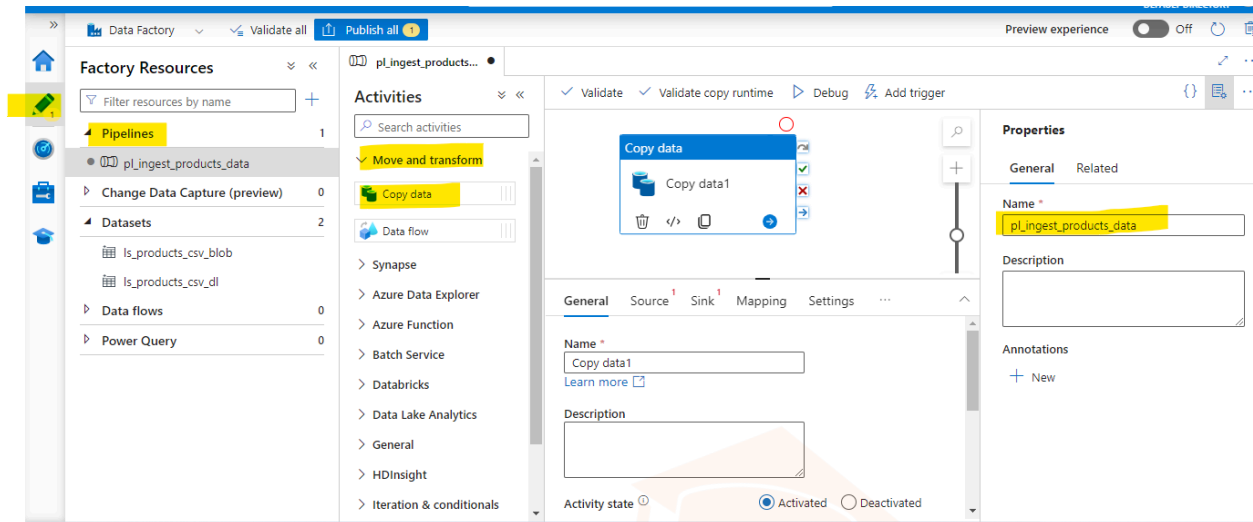 Data Factory
Validate all
Publish all 1
Preview experience
Off
Factory Resources
Filter resources by name
Pipelines 1
pl_ingest_products_data
Change Data Capture (preview) 0
Datasets 2
ls_products_csv_blob
ls_products_csv_dl
Data flows 0
Power Query 0
1
pl_ingest_products...
Activities
Search activities
Move and transform
Copy data
Data flow
Synapse
Azure Data Explorer
Azure Function
Batch Service
Databricks
Data Lake Analytics
General
HDInsight
Iteration & conditionals
Validate
Validate copy runtime
Debug
Add trigger
Copy data
Copy data1
General
Source 1
Sink 1
Mapping
Settings
Name *
Copy data1
Learn more
Description
Activity state
Activated
Deactivated
Properties
General
Related
Name *
pl_ingest_products_data
Description
Annotations
New